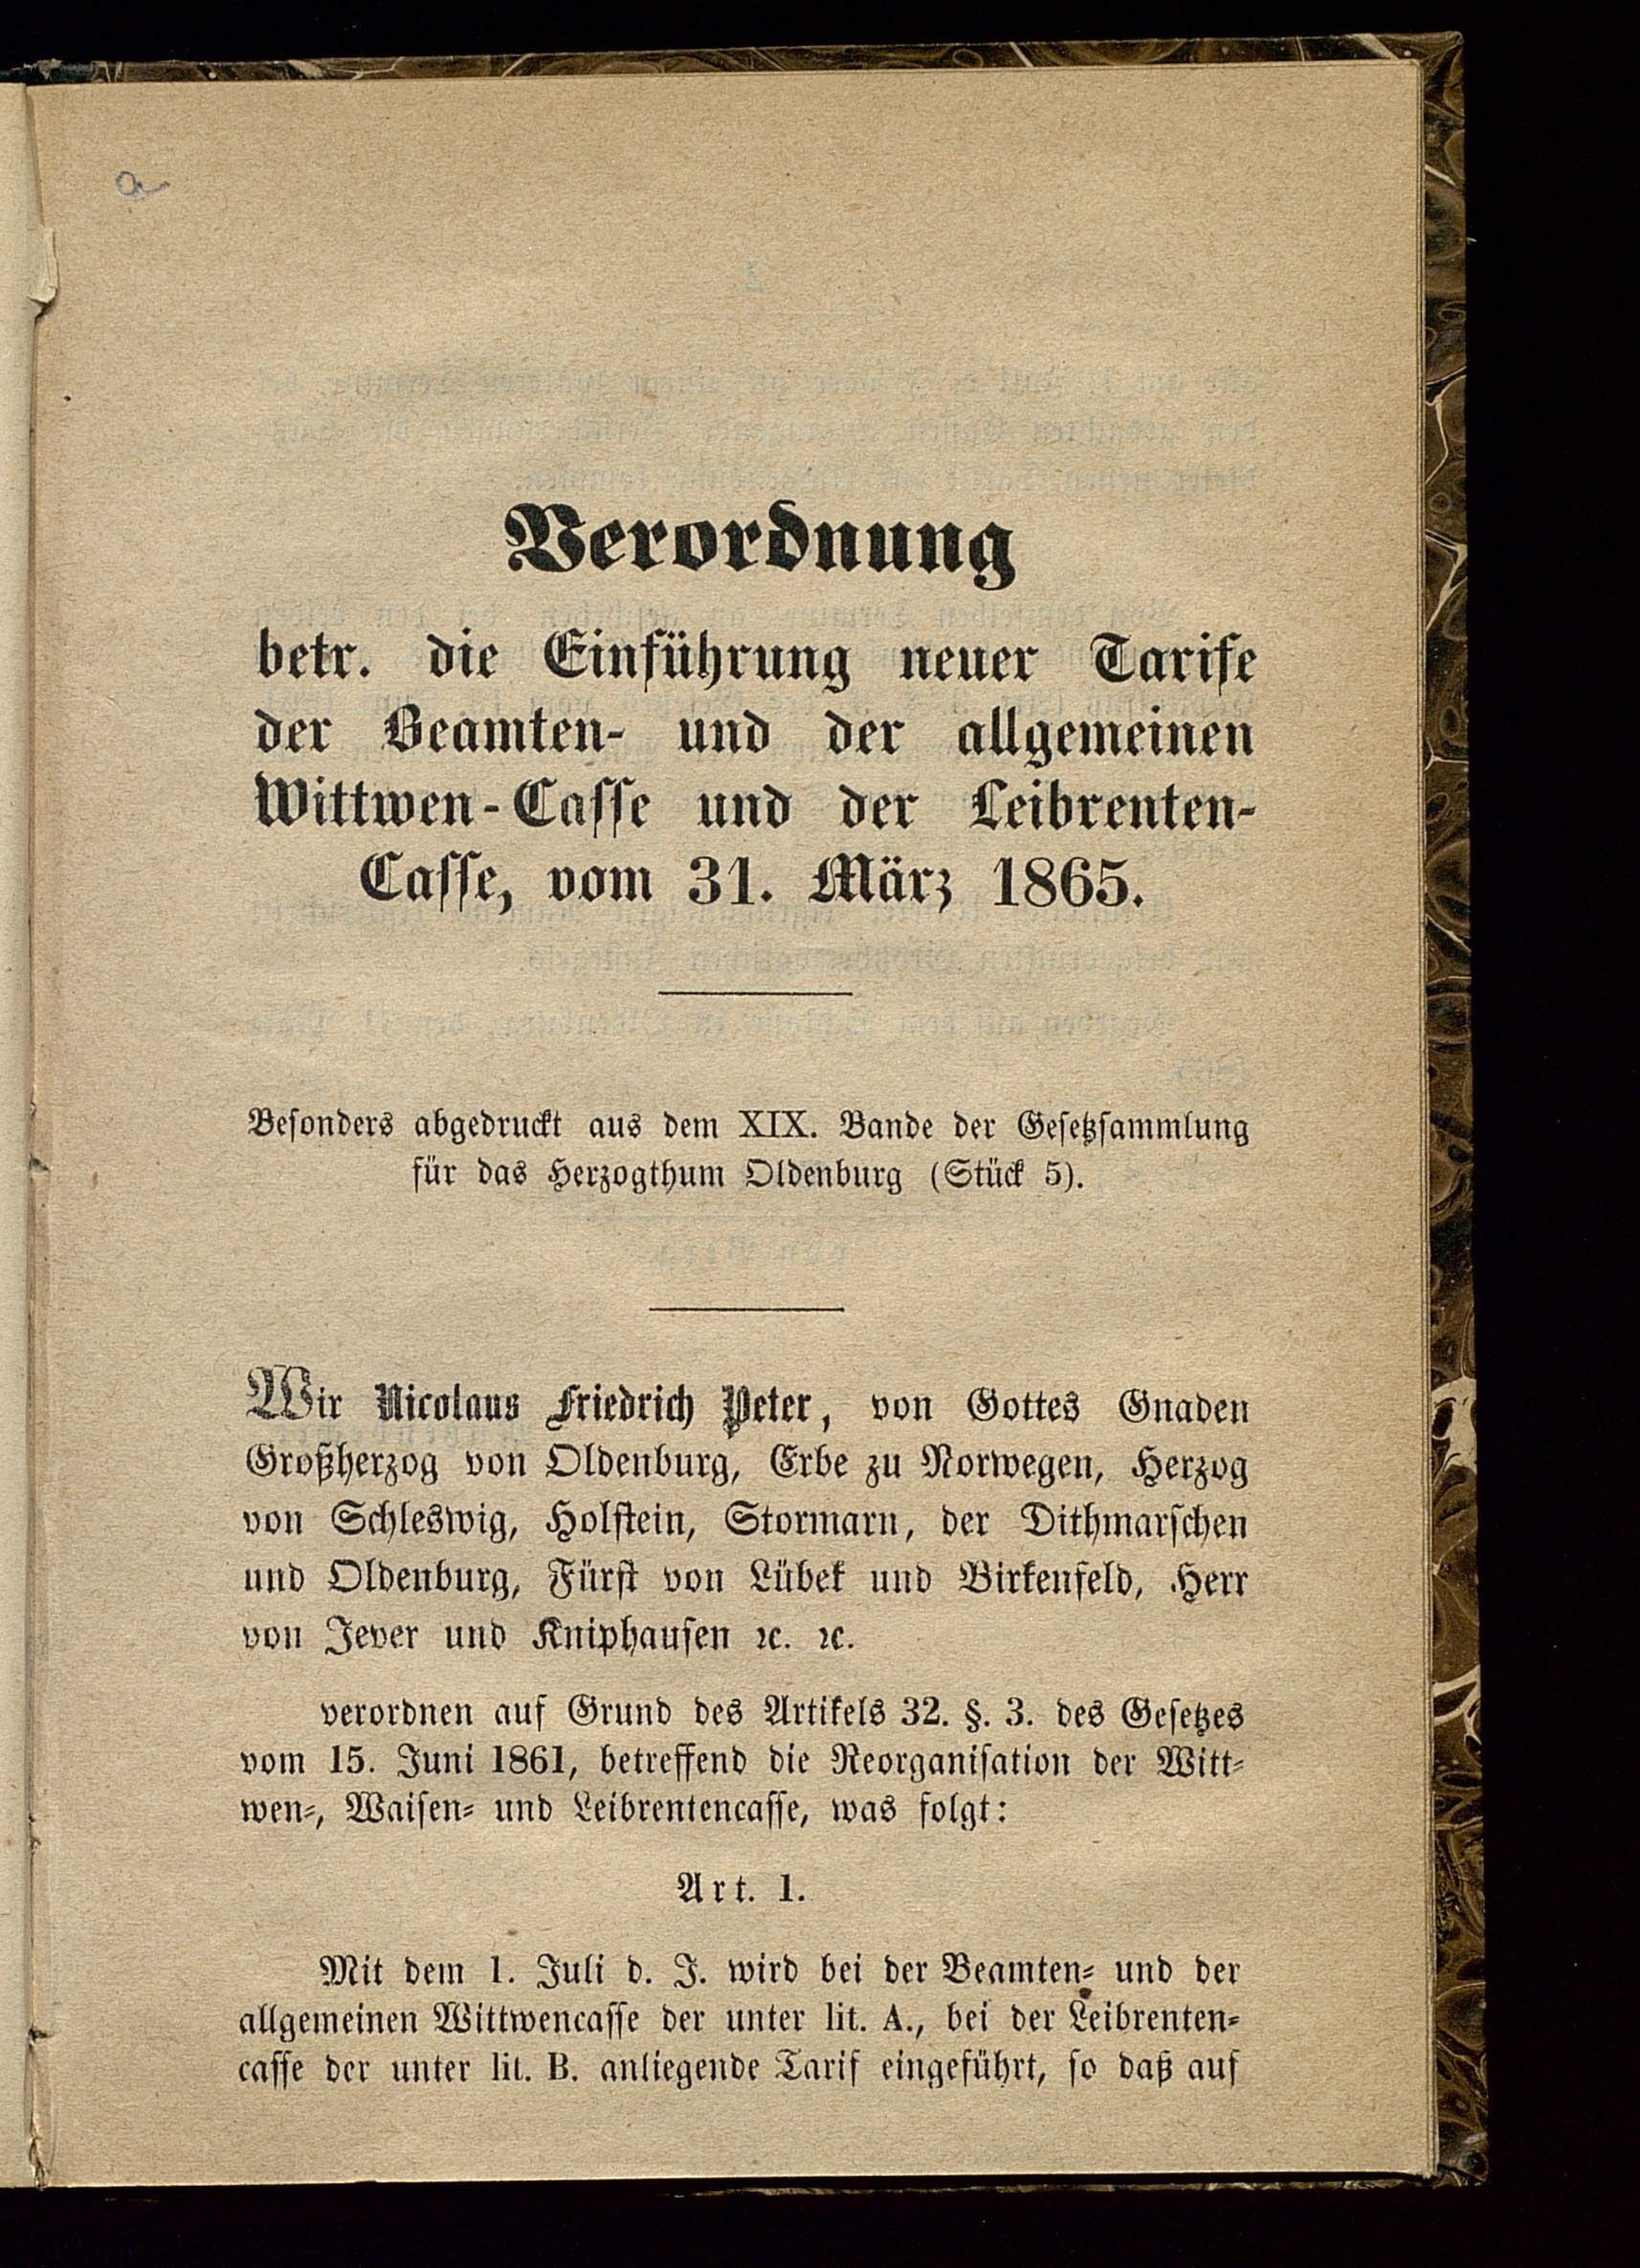 a
Verordnung
betr. die Einführung neuer Tarife
der Beamten- und der allgemeinen
Wittwen-Casse und der Leibrenten-
Casse, vom 31. März 1865.
Besonders abgedruckt aus dem XIX. Bande der Gesetzsammlung
für das Herzogthum Oldenburg (Stück 5).
Wir Nicolaus Friedrich Peter, von Gottes Gnaden
Großherzog von Oldenburg, Erbe zu Norwegen, Herzog
von Schleswig, Holstein, Stormarn, der Dithmarschen
und Oldenburg, Fürst von Lübek und Birkenfeld, Herr
von Jever und Kniphausen ꝛc. ꝛc.
verordnen auf Grund des Artikels 32. §. 3. des Gesetzes
vom 15. Juni 1861, betreffend die Reorganisation der Witt-
wen-, Waisen- und Leibrentencasse, was folgt:
Art. 1.
Mit dem 1. Juli d. J. wird bei der Beamten- und der
allgemeinen Wittwencasse der unter lit. A., bei der Leibrenten-
casse der unter lit. B. anliegende Tarif eingeführt, so daß auf